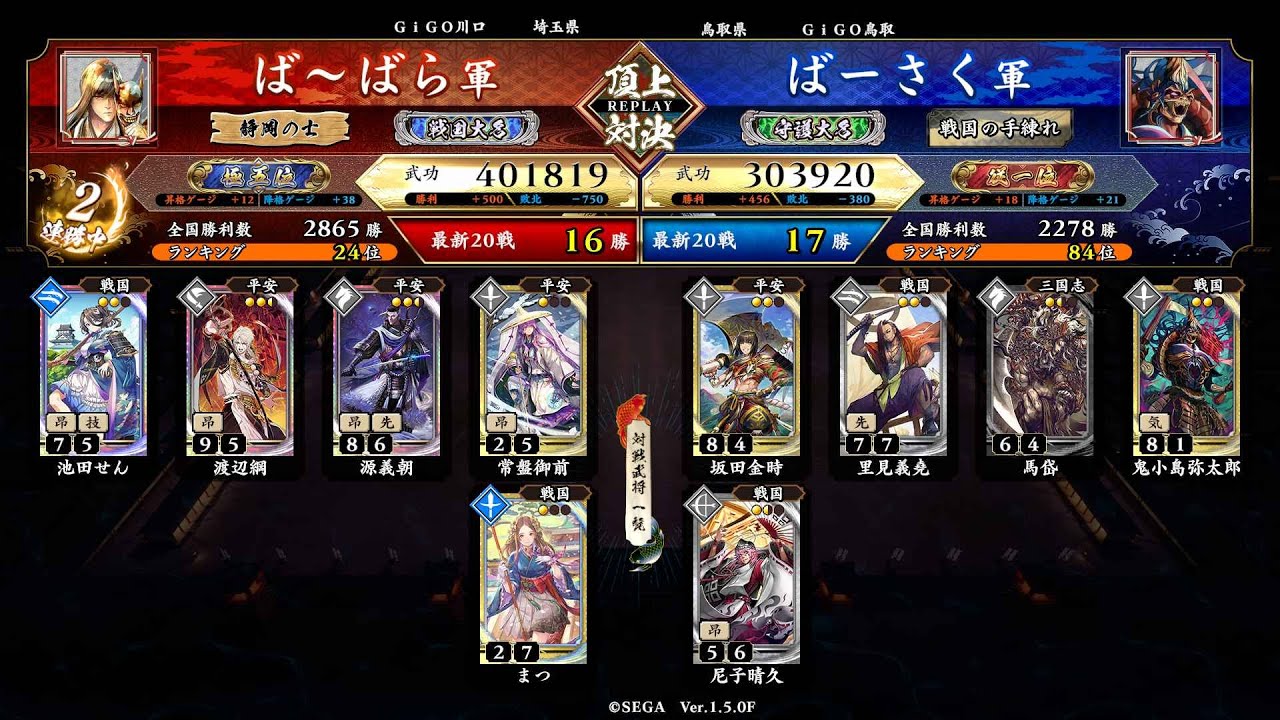 GiGO川口　埼玉県
鳥取県　GiGO鳥取
ば～ばら軍
頂上
REPLAY
対決
ばーさく軍
静岡の士
戦国大名
守護大名
戦国の手練れ
2
連勝中
極五位
武功 401819
勝利 +500 敗北 -750
武功 303920
勝利 +456 敗北 -380
昇格ゲージ +12 降格ゲージ +38
昇格ゲージ +18 降格ゲージ +21
全国勝利数 2865勝
ランキング 24位
最新20戦 16勝
最新20戦 17勝
全国勝利数 2278勝
ランキング 84位
戦国
平安
平安
平安
平安
戦国
三国志
戦国
昂 技
昂
昂 先
昂
先
気
7 5
9 5
8 6
2 5
8 4
7 7
6 4
8 1
池田せん
渡辺綱
源義朝
常盤御前
坂田金時
里見義堯
馬岱
鬼小島弥太郎
対戦武将一覧
戦国
戦国
昂
2 7
5 6
まつ
尼子晴久
©SEGA Ver.1.5.0F